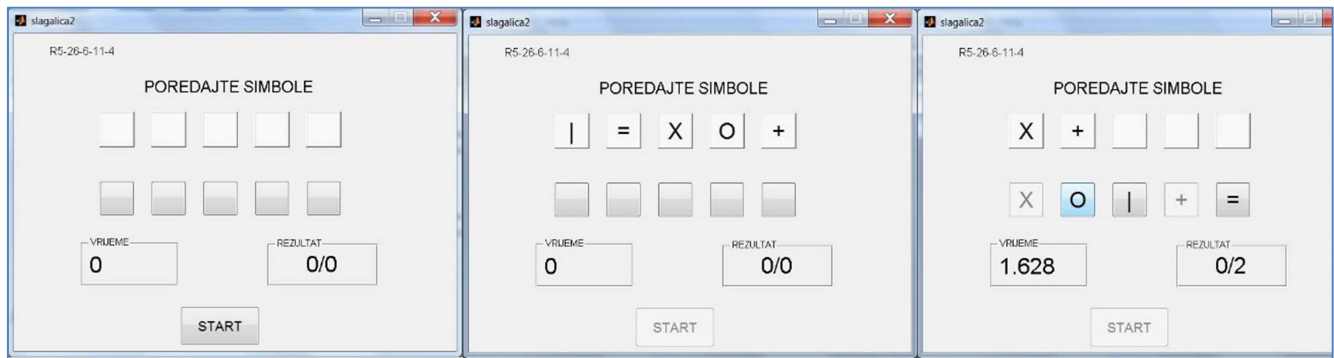 slagalica2
R5-26-6-11-4
POREDAJTE SIMBOLE
VRIJEME
0
REZULTAT
0/0
START
slagalica2
R5-26-6-11-4
POREDAJTE SIMBOLE
| = X O +
VRIJEME
0
REZULTAT
0/0
START
slagalica2
R5-26-6-11-4
POREDAJTE SIMBOLE
X +
X O | + =
VRIJEME
1.628
REZULTAT
0/2
START